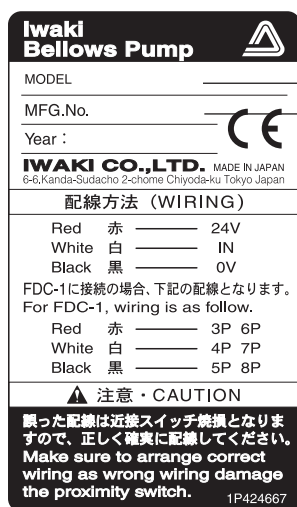 Iwaki
Bellows Pump
MODEL
MFG.No.
Year：
CE
IWAKI CO.,LTD. MADE IN JAPAN
6-6,Kanda-Sudacho 2-chome Chiyoda-ku Tokyo Japan
配線方法（WIRING）
Red 赤 ——— 24V
White 白 ——— IN
Black 黒 ——— 0V
FDC-1に接続の場合、下記の配線となります。
For FDC-1, wiring is as follow.
Red 赤 ——— 3P 6P
White 白 ——— 4P 7P
Black 黒 ——— 5P 8P
注意・CAUTION
誤った配線は近接スイッチ焼損となりま
すので、正しく確実に配線してください。
Make sure to arrange correct
wiring as wrong wiring damage
the proximity switch.
1P424667